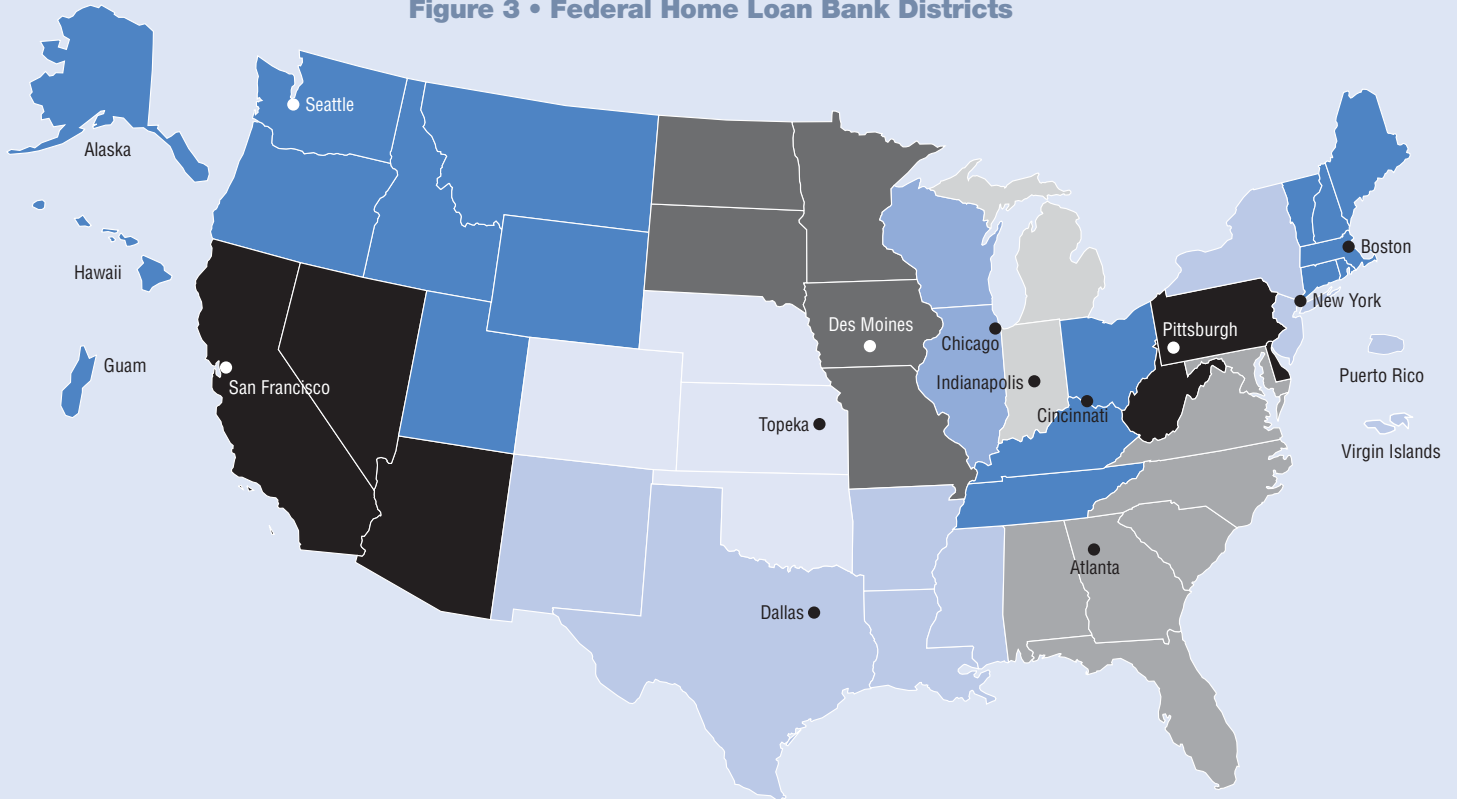 Figure 3 • Federal Home Loan Bank Districts
Seattle
Alaska
Hawaii
Guam
San Francisco
Des Moines
Chicago
Indianapolis
Cincinnati
Topeka
Dallas
Atlanta
Pittsburgh
Boston
New York
Puerto Rico
Virgin Islands